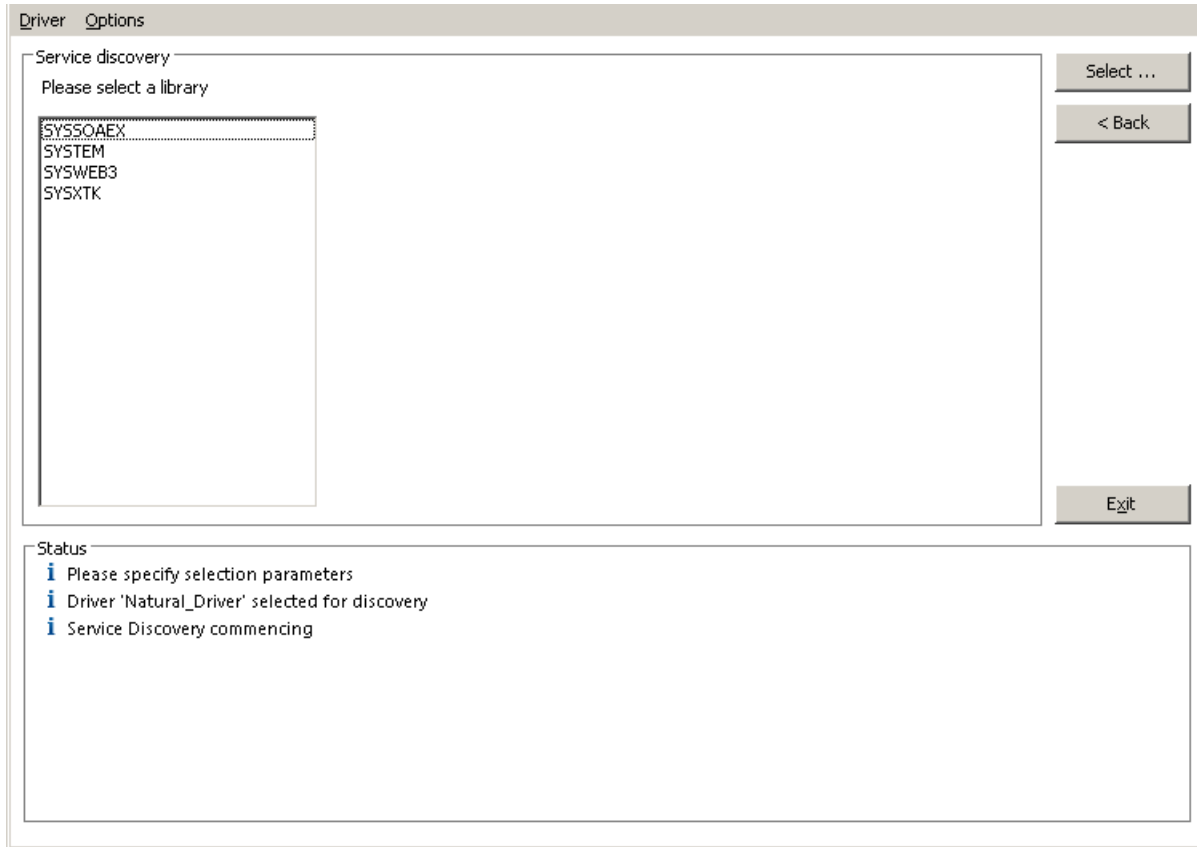 Driver Options
Service discovery
Please select a library
SYSSOAEX
SYSTEM
SYSWEB3
SYSXTK
Select ...
< Back
Exit
Status
i Please specify selection parameters
i Driver 'Natural_Driver' selected for discovery
i Service Discovery commencing